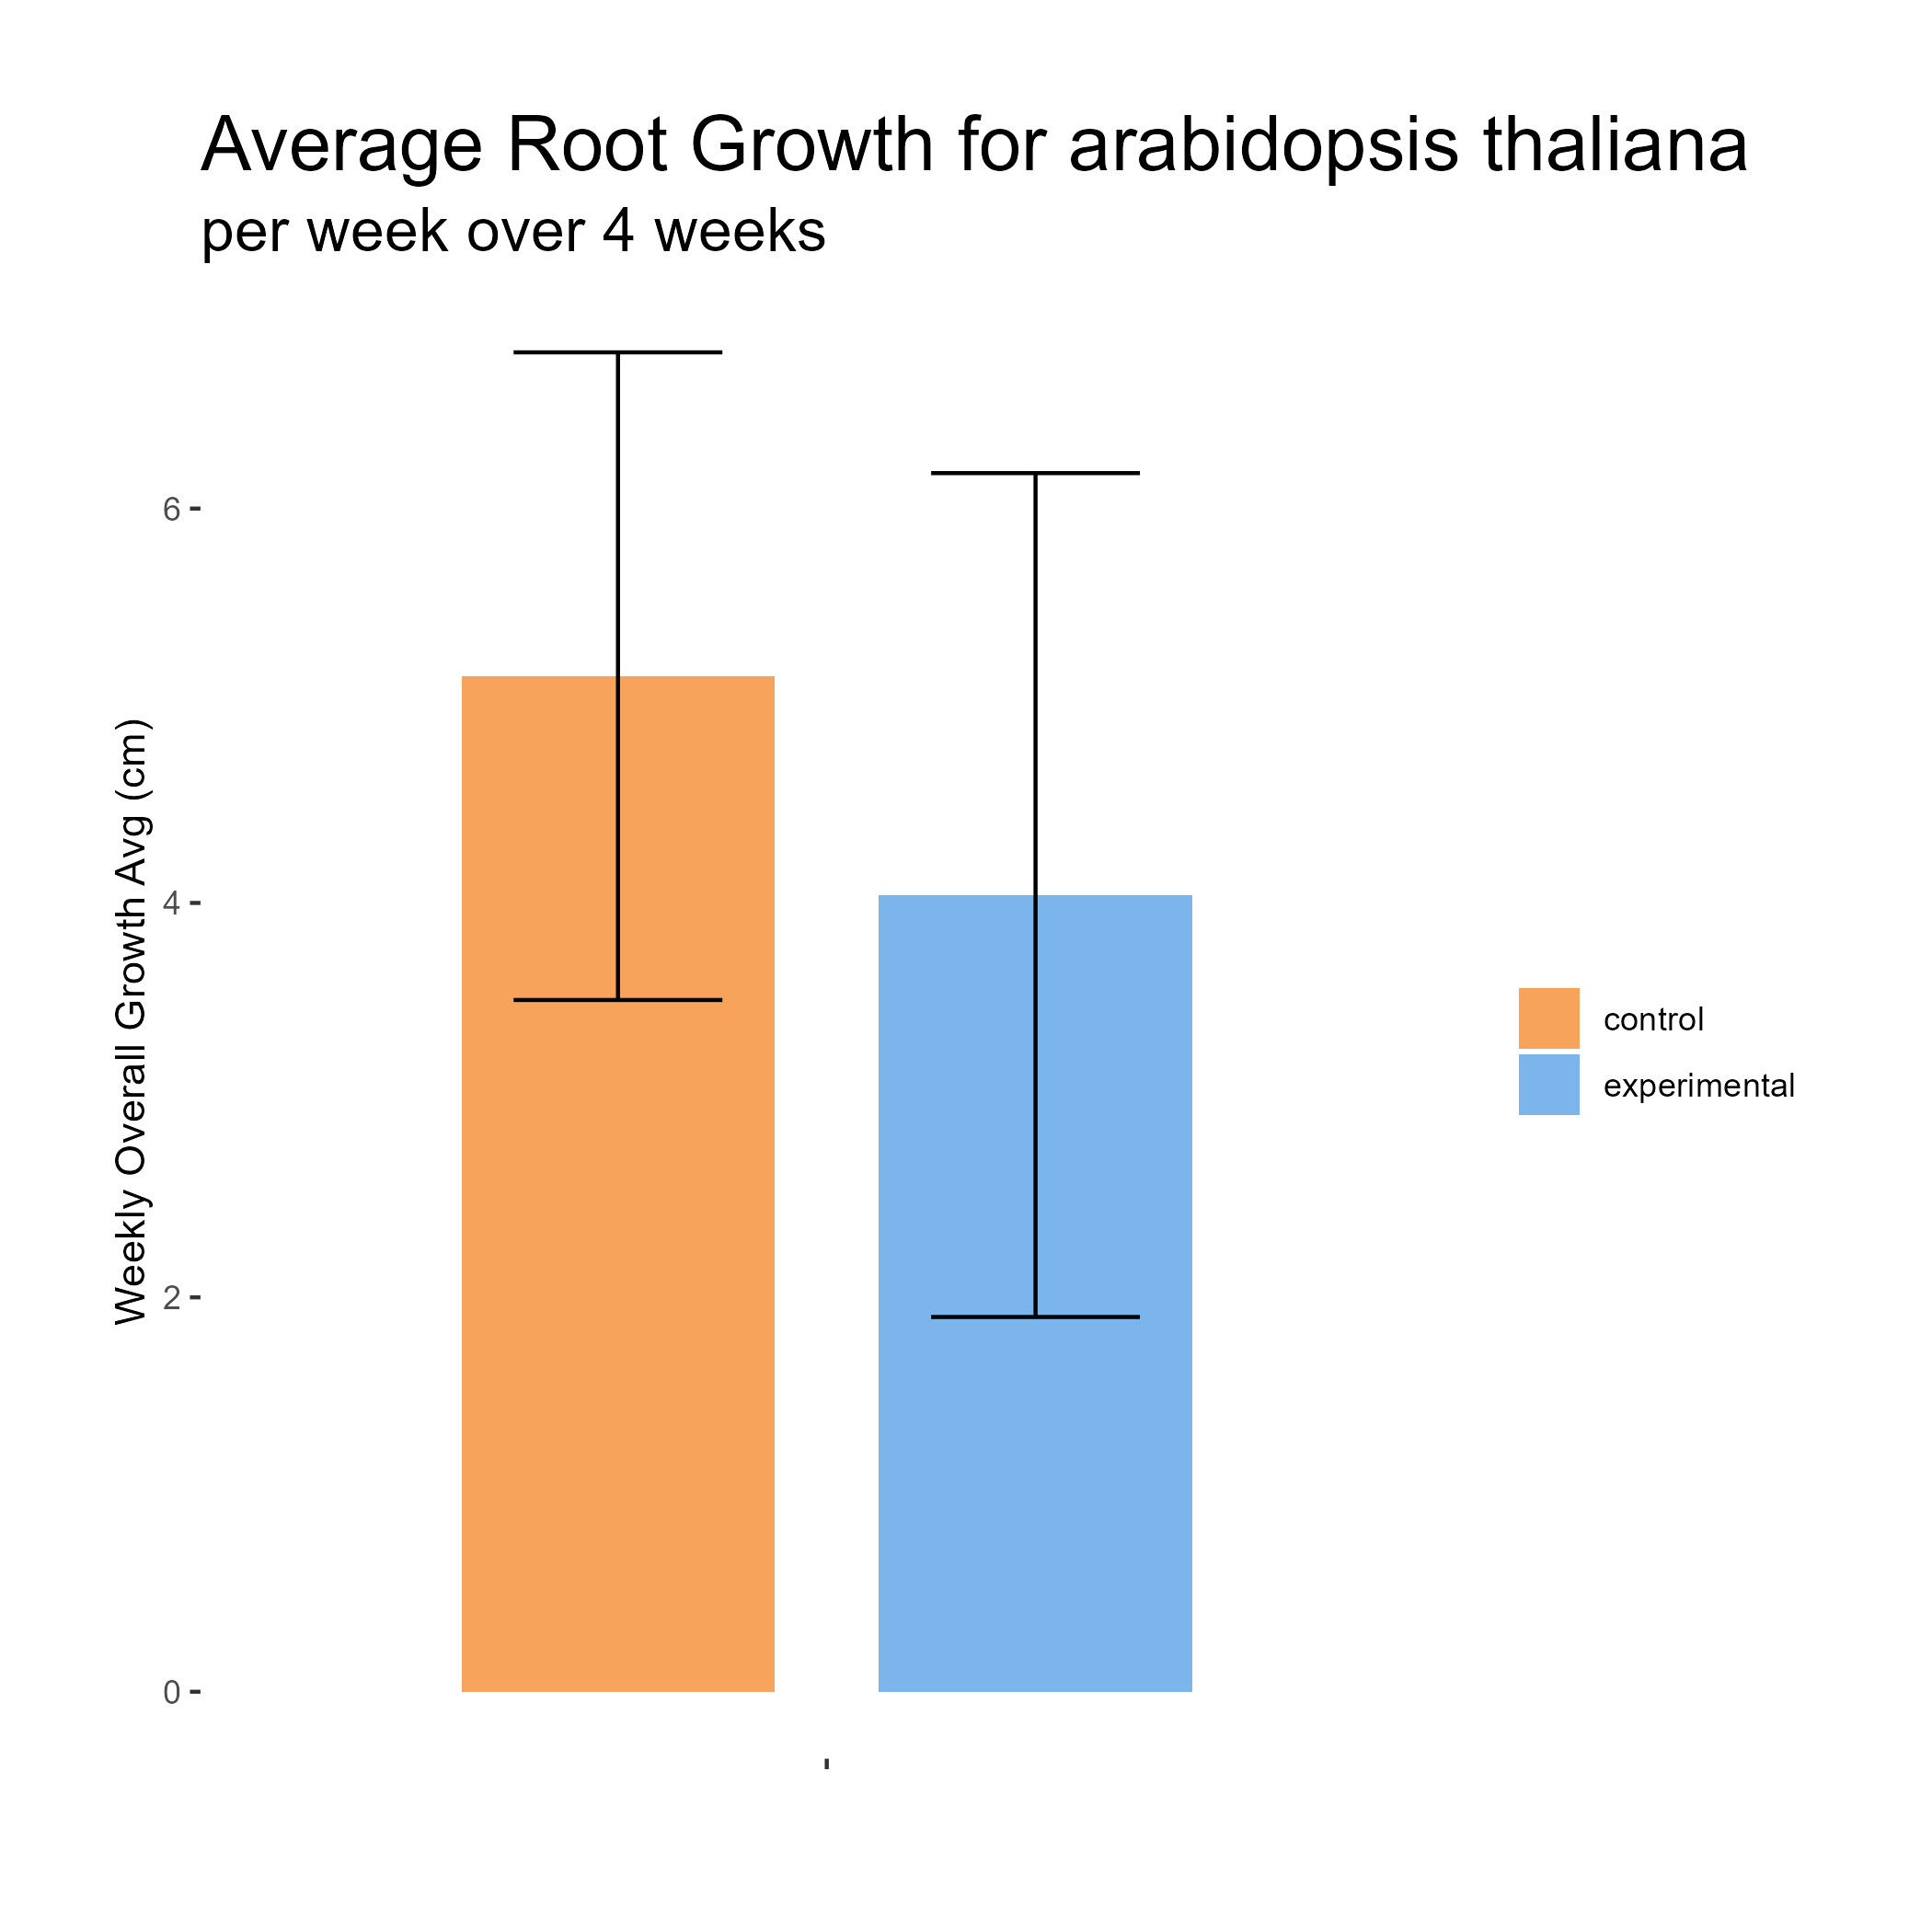 Average Root Growth for arabidopsis thaliana
per week over 4 weeks
Weekly Overall Growth Avg (cm)
6
4
2
0
control
experimental